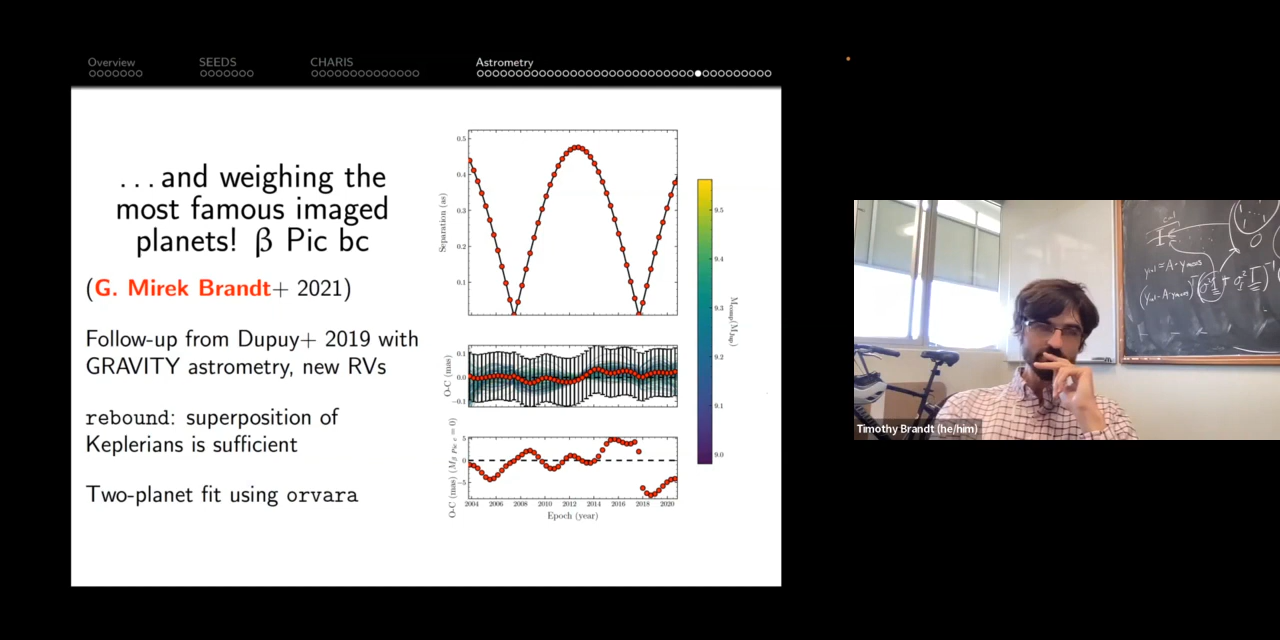 Overview SEEDS CHARIS Astrometry
...and weighing the
most famous imaged
planets! β Pic bc
(G. Mirek Brandt+ 2021)
Follow-up from Dupuy+ 2019 with
GRAVITY astrometry, new RVs
rebound: superposition of
Keplerians is sufficient
Two-planet fit using orvara
Separation (as)
0.5
0.4
0.3
0.2
0.1
O-C (mas)
0.1
0.0
−0.1
O-C (mas) (M_β Pic c = 0)
5
0
−5
2004 2006 2008 2010 2012 2014 2016 2018 2020
Epoch (year)
9.5
9.4
9.3
9.2
9.1
9.0
Mcomp(MJup)
Timothy Brandt (he/him)